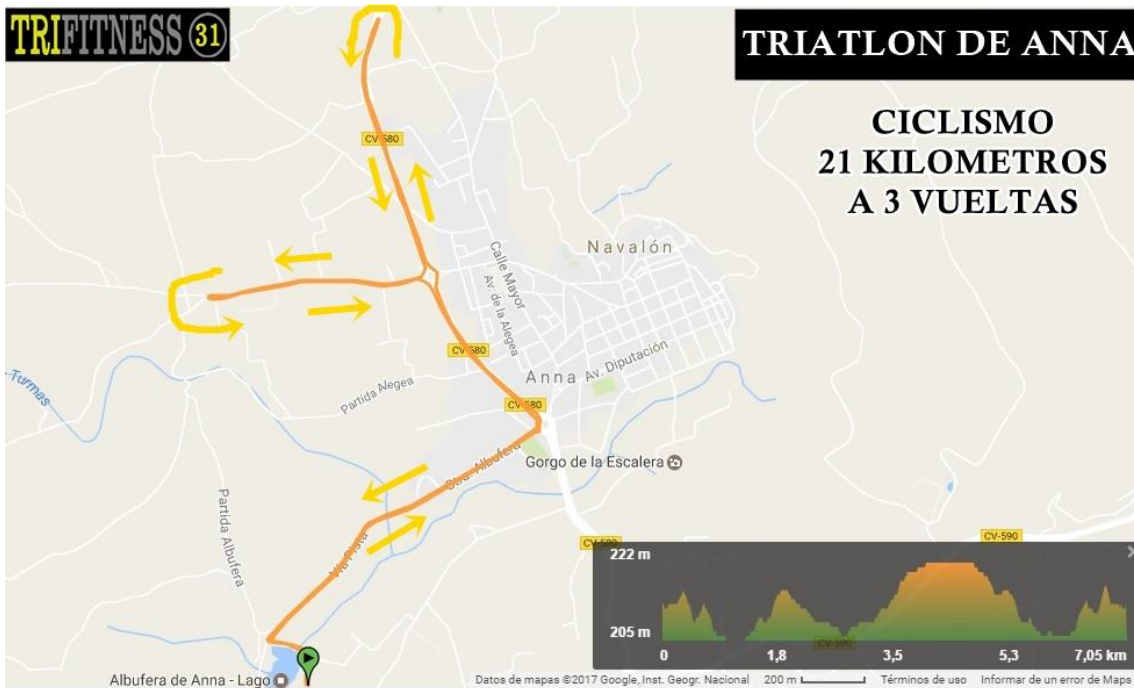 TRIFITNESS 31
TRIATLON DE ANNA
CICLISMO
21 KILOMETROS
A 3 VUELTAS
CV-580
Navalón
Calle Mayor
Av. de la Alegea
CV-580
Anna
Av. Diputación
Turmas
Partida Negea
CV-580
Stra. Albufera
Gorgo de la Escalera
Partida Albufera
Vía Pista
CV-590
CV-580
222 m
205 m
CV-590
0 1,8 3,5 5,3 7,05 km
Albufera de Anna - Lago
Datos de mapas ©2017 Google, Inst. Geogr. Nacional 200 m Términos de uso Informar de un error de Maps